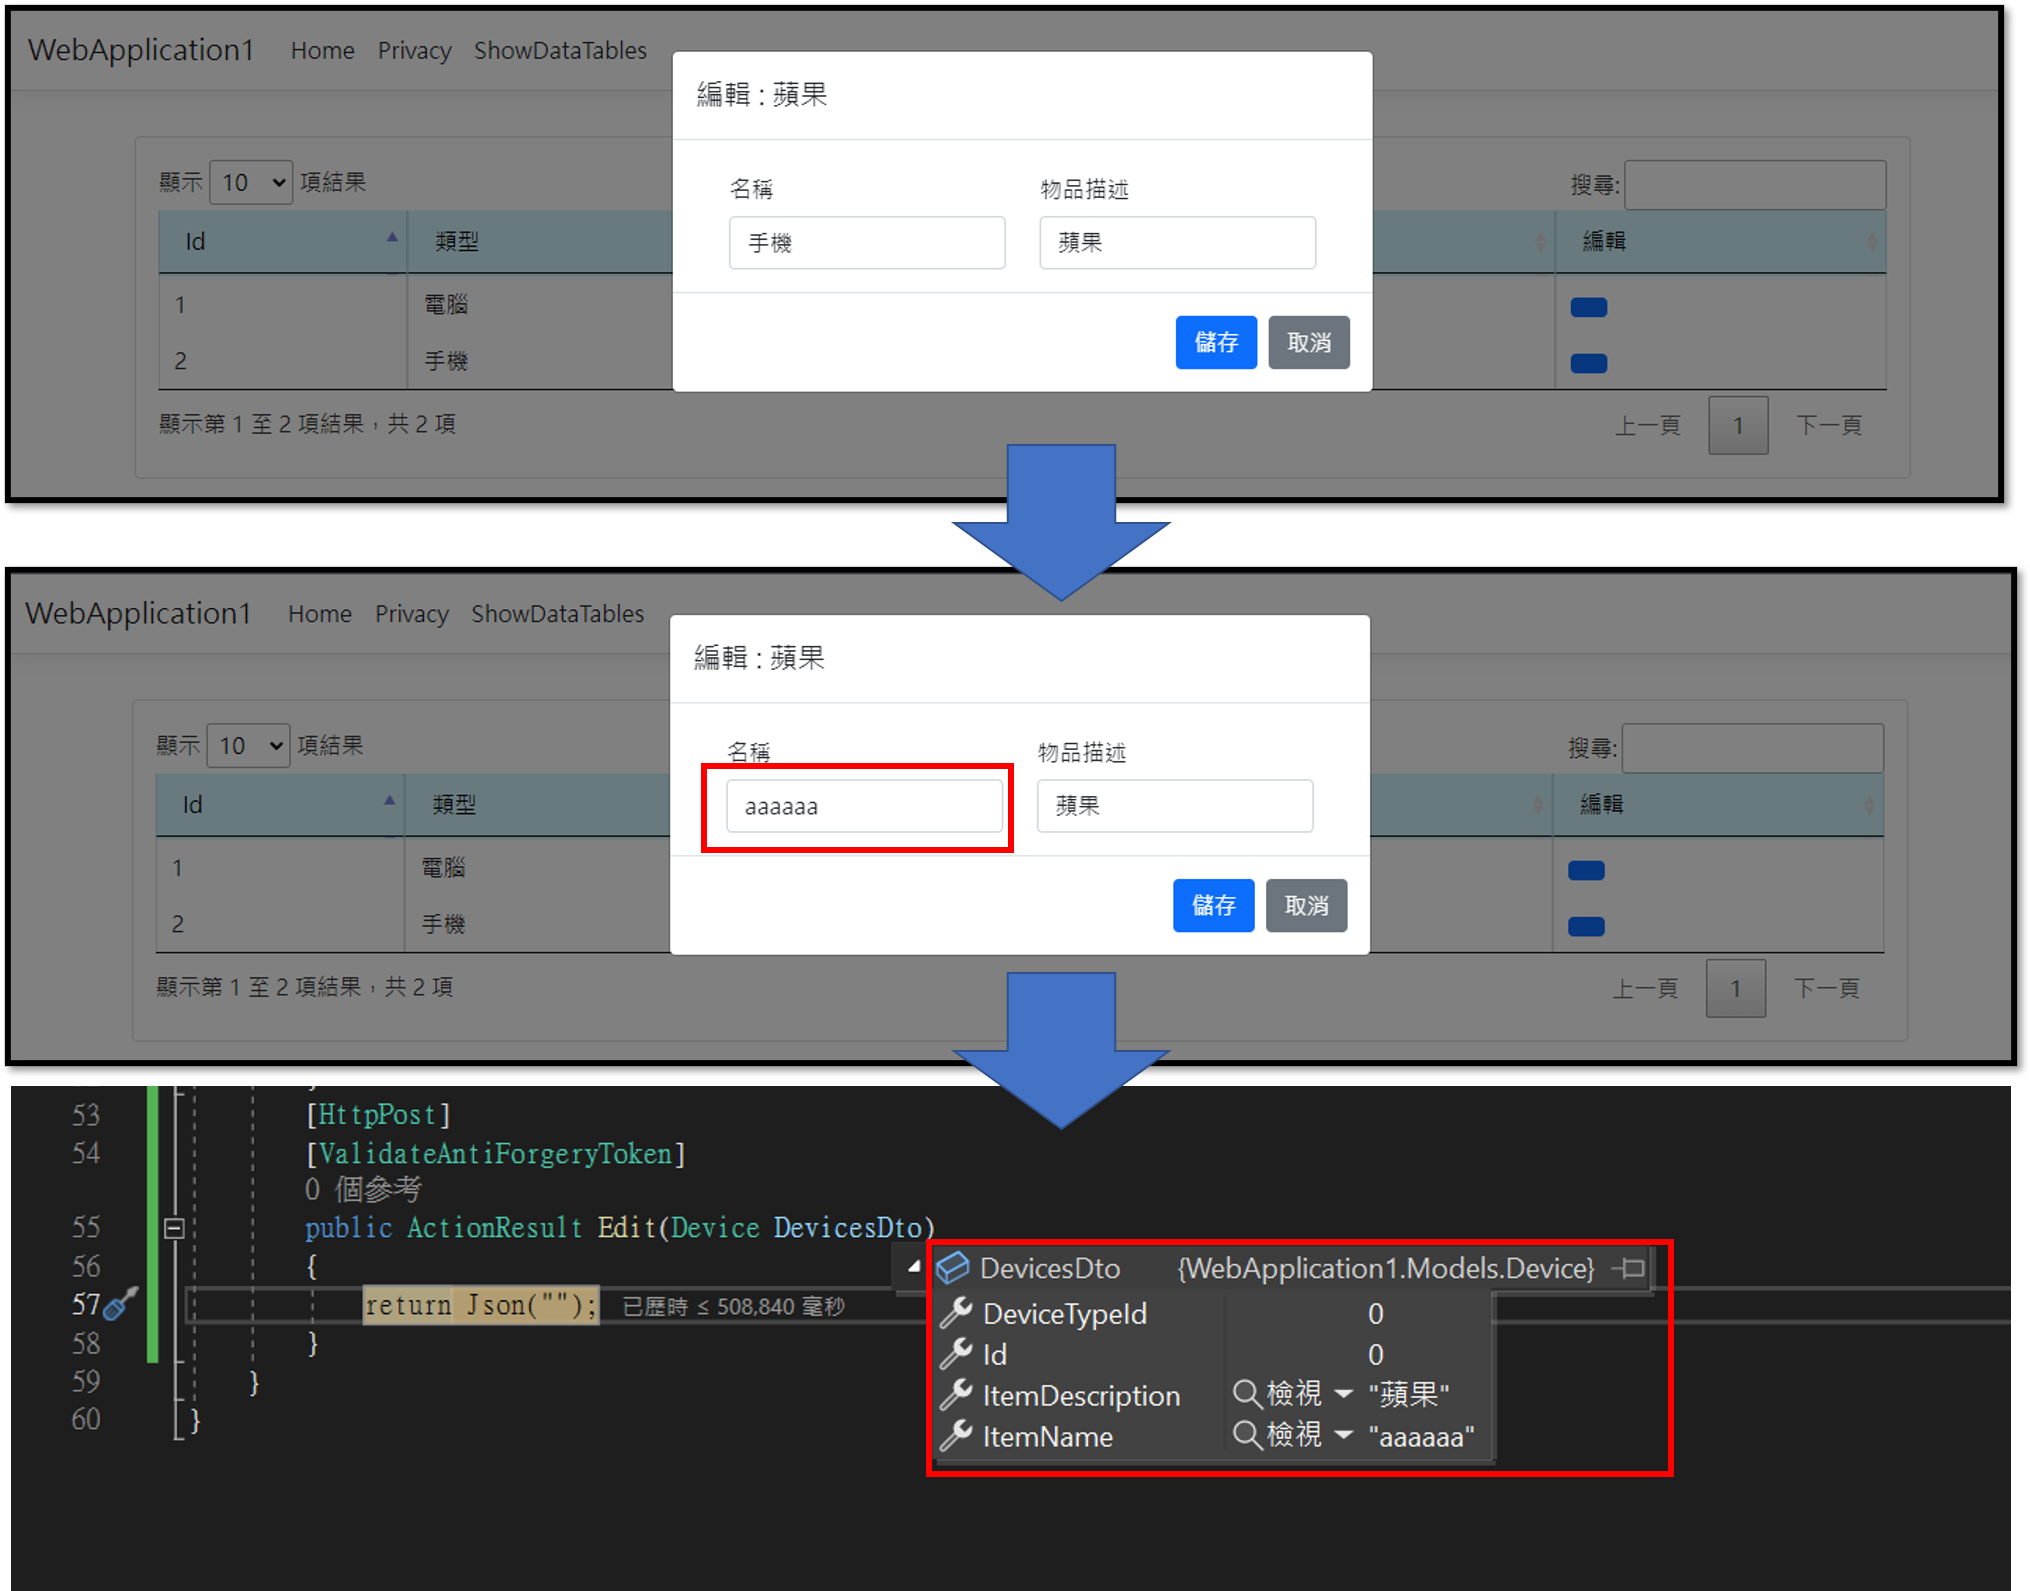 WebApplication1 Home Privacy ShowDataTables
編輯 : 蘋果
名稱 物品描述
手機 蘋果
儲存 取消
顯示 10 項結果 搜尋:
Id 類型 編輯
1 電腦
2 手機
顯示第 1 至 2 項結果，共 2 項 上一頁 1 下一頁
WebApplication1 Home Privacy ShowDataTables
編輯 : 蘋果
名稱 物品描述
aaaaaa 蘋果
儲存 取消
顯示 10 項結果 搜尋:
Id 類型 編輯
1 電腦
2 手機
顯示第 1 至 2 項結果，共 2 項 上一頁 1 下一頁
53 [HttpPost]
54 [ValidateAntiForgeryToken]
0 個參考
55 public ActionResult Edit(Device DevicesDto)
56 {
57 return Json(""); 已歷時 ≤ 508,840 毫秒
58 }
59 }
60 }
DevicesDto {WebApplication1.Models.Device}
DeviceTypeId 0
Id 0
ItemDescription 檢視 "蘋果"
ItemName 檢視 "aaaaaa"